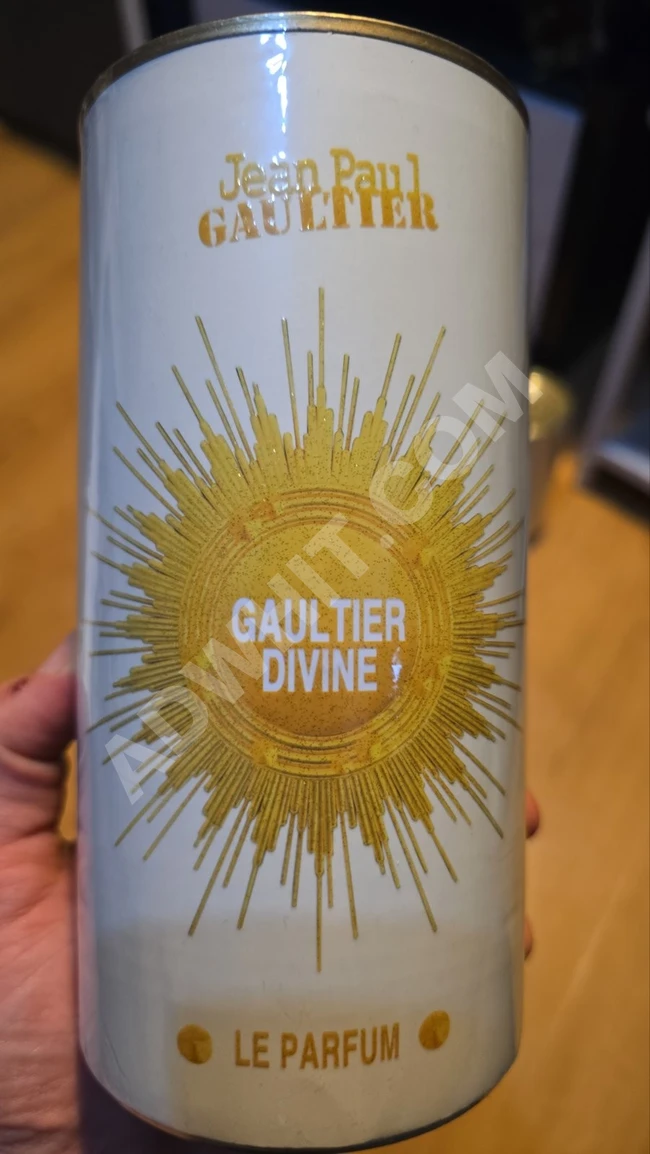 Jean Paul
GAULTIER
GAULTIER
DIVINE
LE PARFUM
ADWHIT.COM